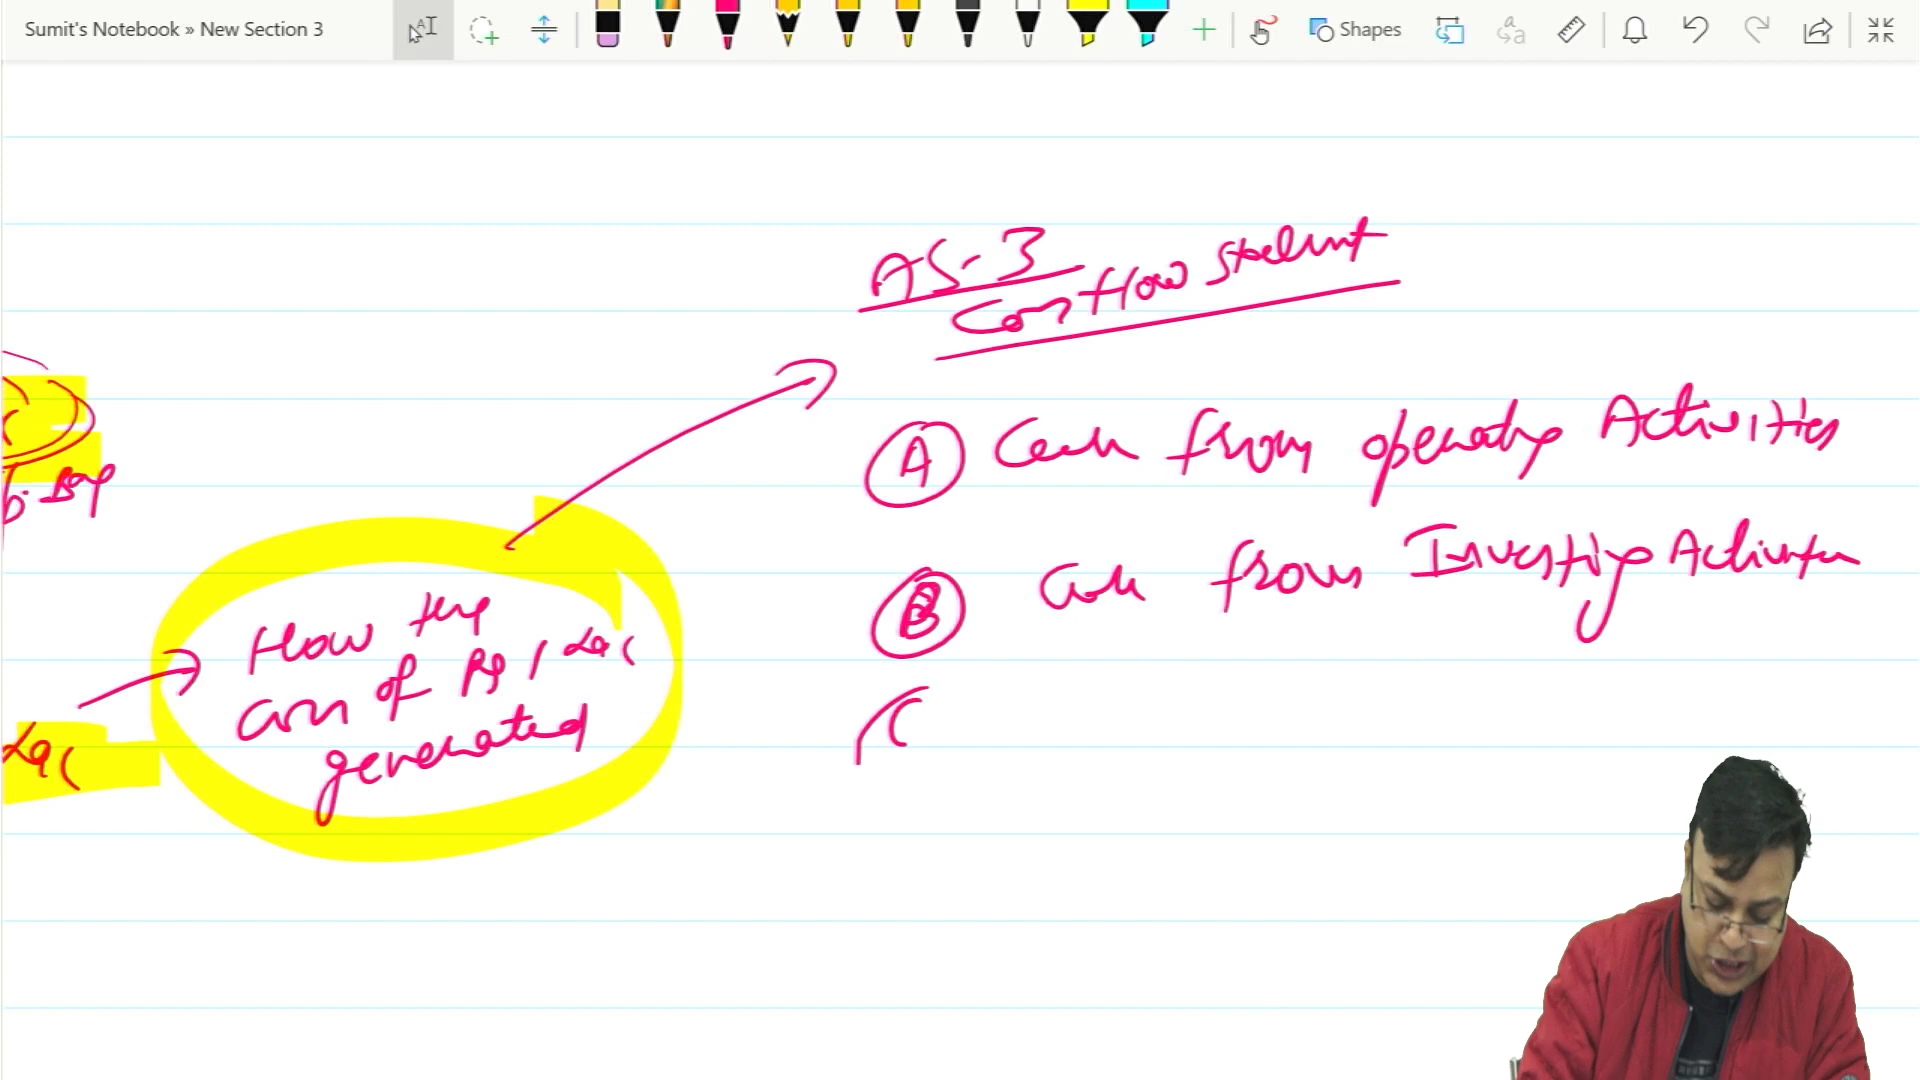 Sumit's Notebook » New Section 3
Shapes
AS-3
Cash flow Statement
A Cash from operating Activities
B Cash from Investing Activities
C
How the
cash of Rs 1 Lac
generated
Lac